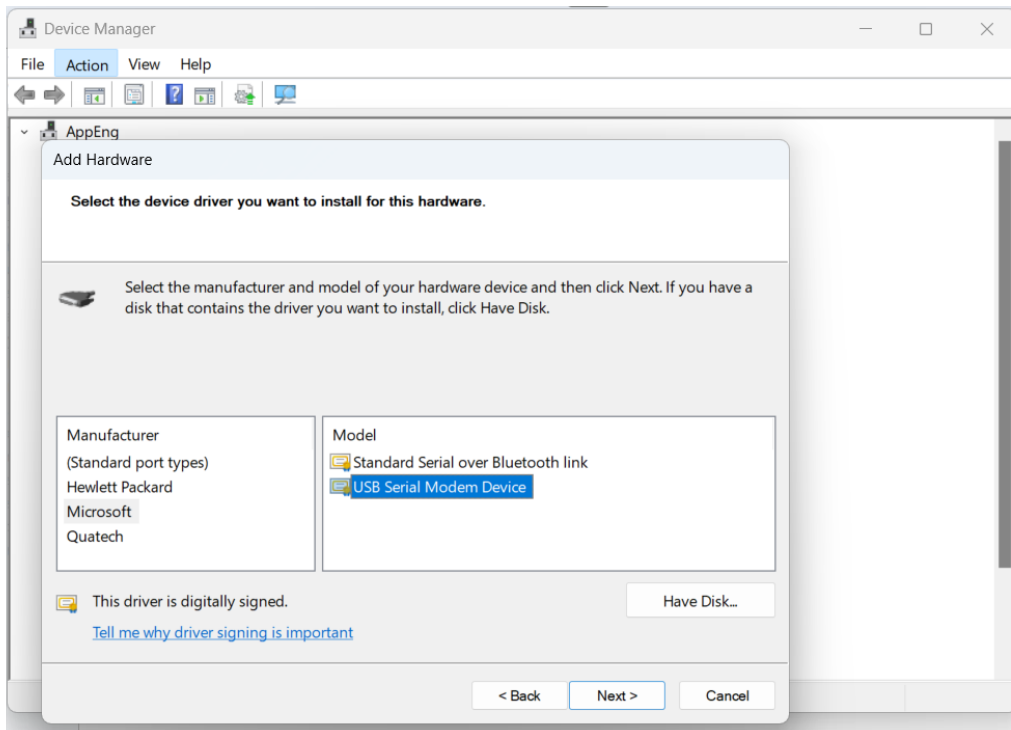 Device Manager
File Action View Help
AppEng
Add Hardware
Select the device driver you want to install for this hardware.
Select the manufacturer and model of your hardware device and then click Next. If you have a
disk that contains the driver you want to install, click Have Disk.
Manufacturer
(Standard port types)
Hewlett Packard
Microsoft
Quatech
Model
Standard Serial over Bluetooth link
USB Serial Modem Device
This driver is digitally signed.
Have Disk...
Tell me why driver signing is important
< Back Next > Cancel